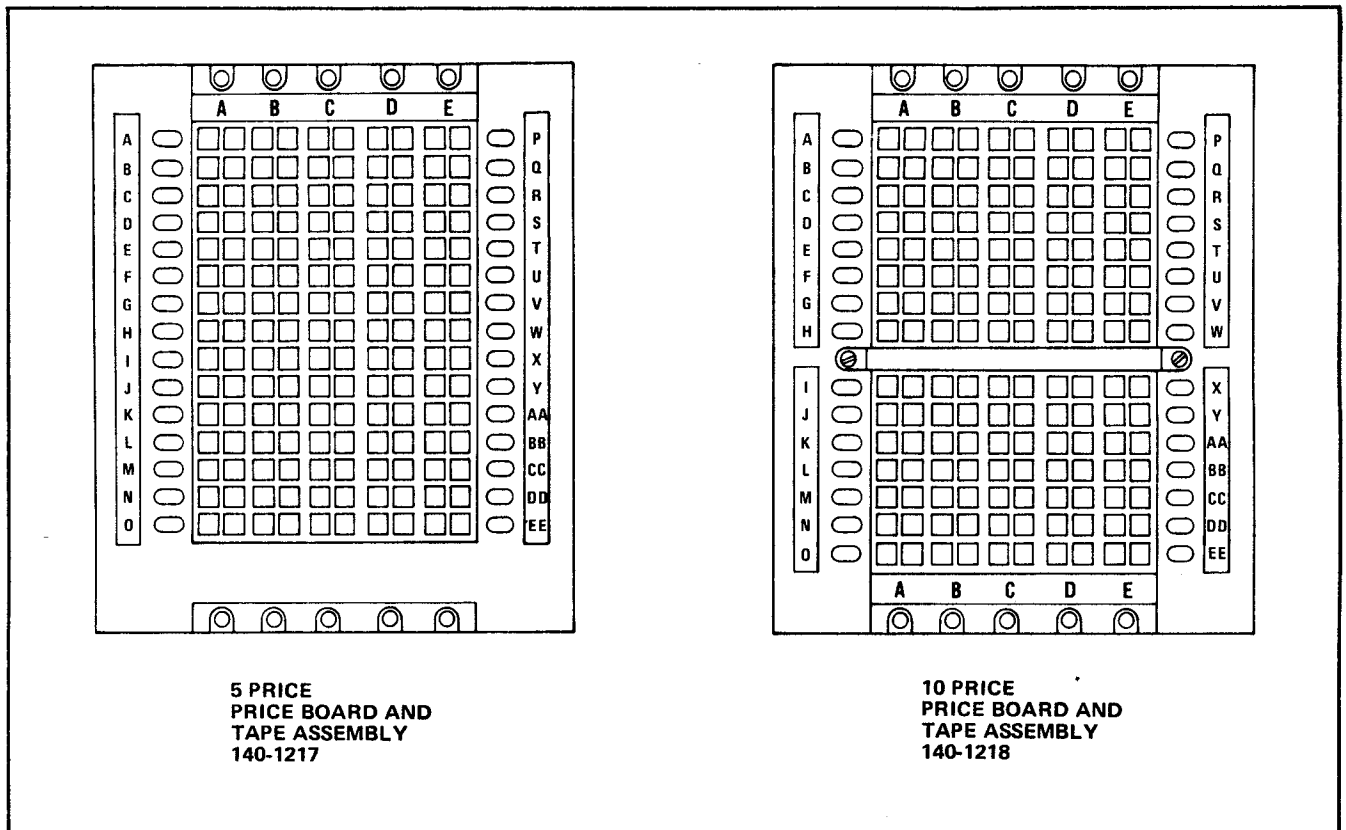 A B C D E
A P
B Q
C R
D S
E T
F U
G V
H W
I X
J Y
K AA
L BB
M CC
N DD
O EE
5 PRICE
PRICE BOARD AND
TAPE ASSEMBLY
140-1217
A B C D E
A P
B Q
C R
D S
E T
F U
G V
H W
I X
J Y
K AA
L BB
M CC
N DD
O EE
A B C D E
10 PRICE
PRICE BOARD AND
TAPE ASSEMBLY
140-1218